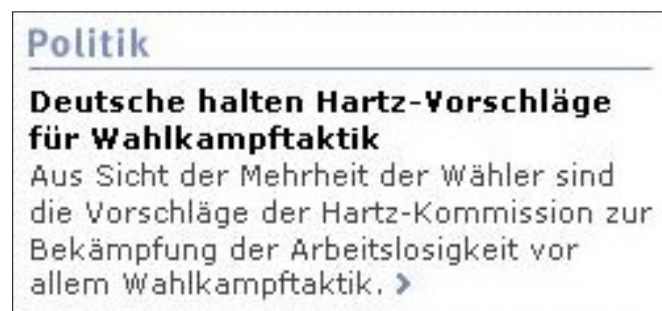 Politik
Deutsche halten Hartz-Vorschläge
für Wahlkampftaktik
Aus Sicht der Mehrheit der Wähler sind
die Vorschläge der Hartz-Kommission zur
Bekämpfung der Arbeitslosigkeit vor
allem Wahlkampftaktik.